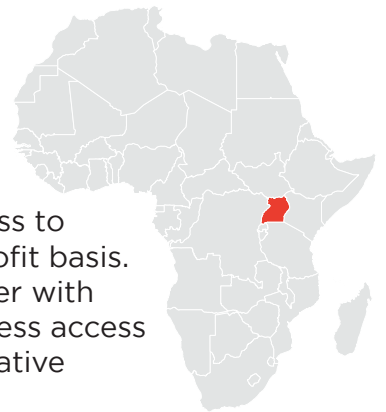 ss to
ofit basis.
er with
ess access
ative